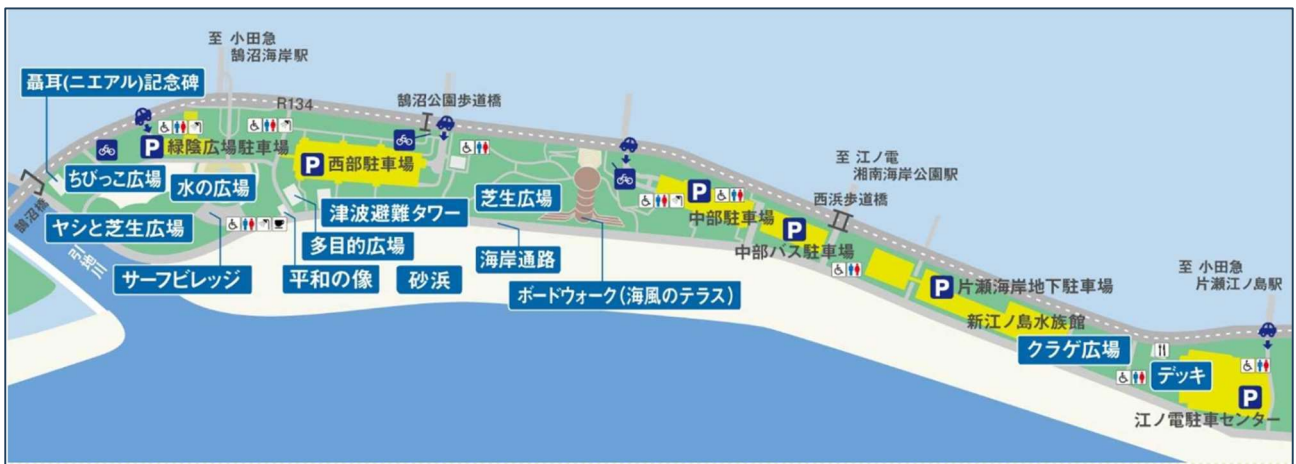 至 小田急
鵠沼海岸駅
聶耳(ニエアル)記念碑
R134
鵠沼公園歩道橋
P 緑陰広場駐車場
P 西部駐車場
ちびっこ広場
水の広場
鵠沼橋
ヤシと芝生広場
引地川
サーフビレッジ
津波避難タワー
多目的広場
平和の像
砂浜
芝生広場
海岸通路
ボードウォーク(海風のテラス)
P
中部駐車場
至 江ノ電
湘南海岸公園駅
西浜歩道橋
P
中部バス駐車場
P 片瀬海岸地下駐車場
新江ノ島水族館
至 小田急
片瀬江ノ島駅
クラゲ広場
デッキ
P
江ノ電駐車センター